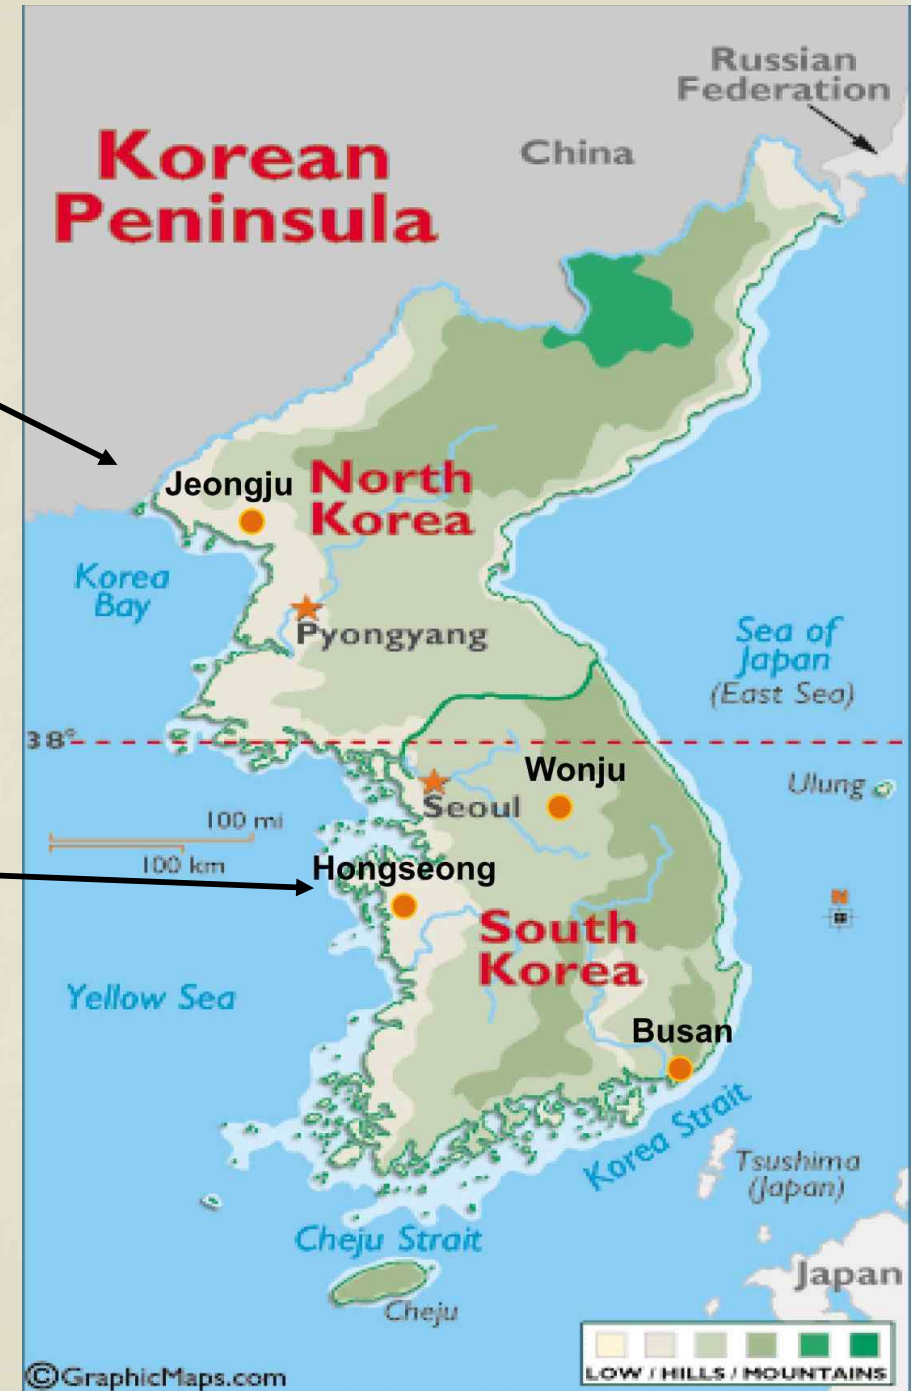 Russian
Federation
China
Korean
Peninsula
Jeongju
North
Korea
Korea
Bay
Pyongyang
Sea of
Japan
(East Sea)
38°
Wonju
Ulung
Seoul
100 mi
100 km
Hongseong
N
South
Korea
Yellow Sea
Busan
Korea Strait
Tsushima
(Japan)
Cheju Strait
Japan
Cheju
LOW / HILLS / MOUNTAINS
©GraphicMaps.com